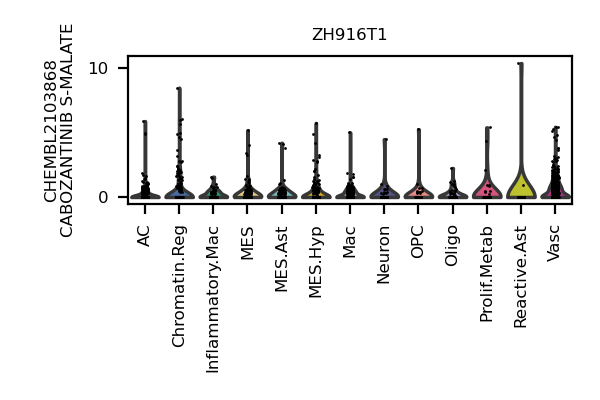 ZH916T1
CHEMBL2103868
CABOZANTINIB S-MALATE
10
0
AC
Chromatin.Reg
Inflammatory.Mac
MES
MES.Ast
MES.Hyp
Mac
Neuron
OPC
Oligo
Prolif.Metab
Reactive.Ast
Vasc